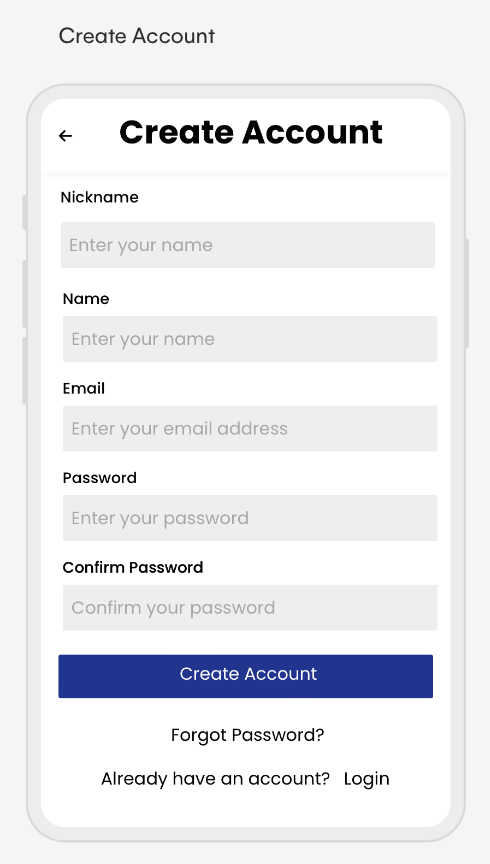 Create Account
Create Account
Nickname
Enter your name
Name
Enter your name
Email
Enter your email address
Password
Enter your password
Confirm Password
Confirm your password
Create Account
Forgot Password?
Already have an account? Login